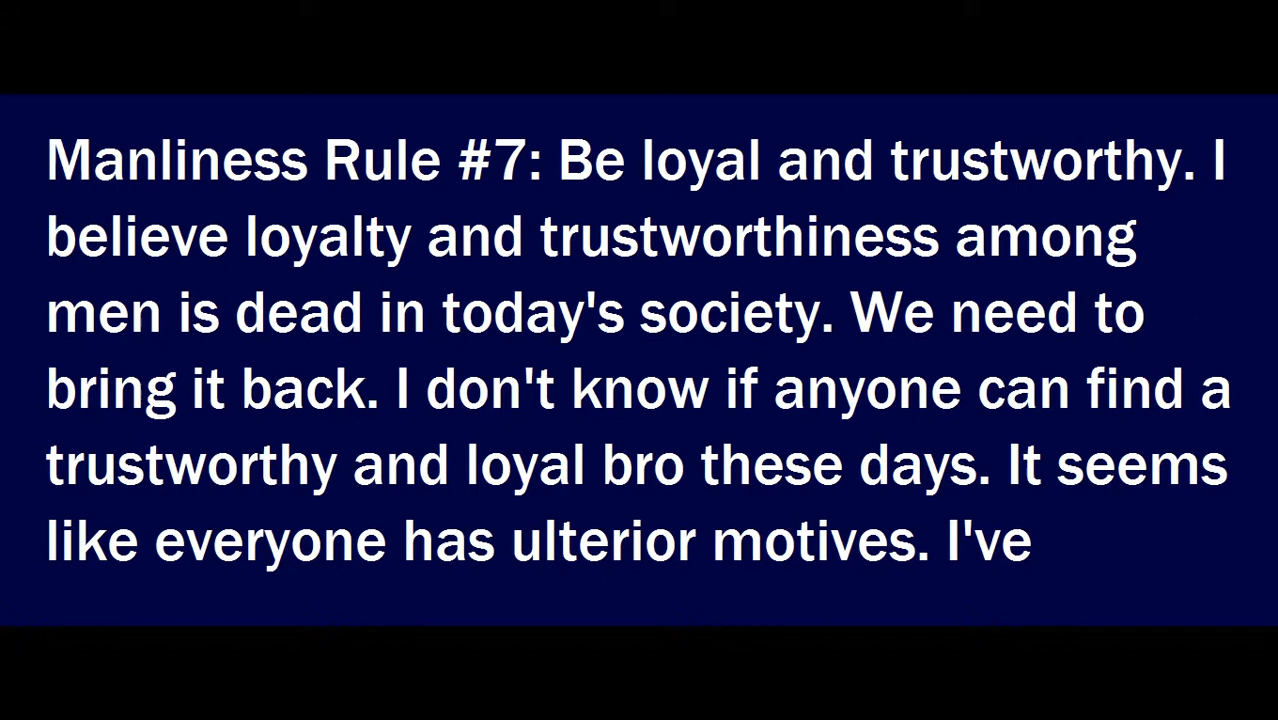 Manliness Rule #7: Be loyal and trustworthy. I
believe loyalty and trustworthiness among
men is dead in today's society. We need to
bring it back. I don't know if anyone can find a
trustworthy and loyal bro these days. It seems
like everyone has ulterior motives. I've